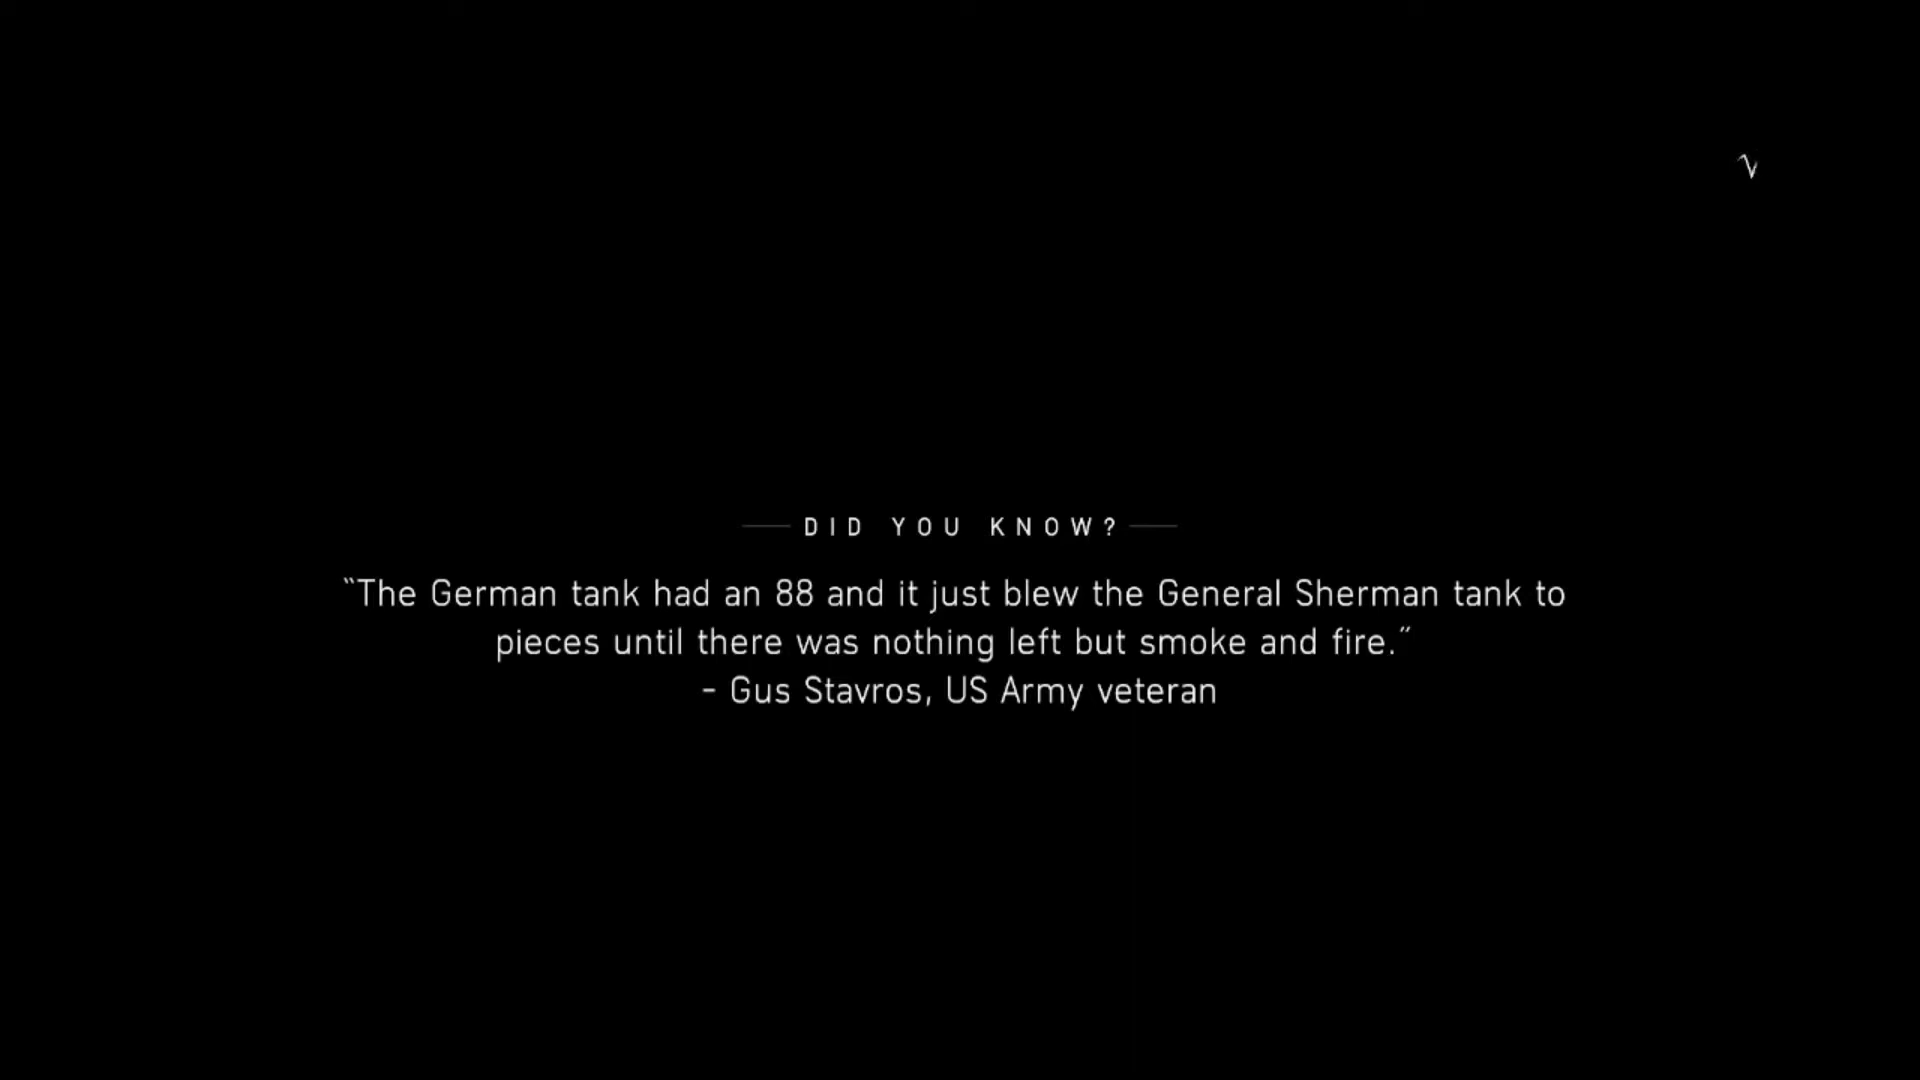 DID YOU KNOW?
"The German tank had an 88 and it just blew the General Sherman tank to
pieces until there was nothing left but smoke and fire."
- Gus Stavros, US Army veteran